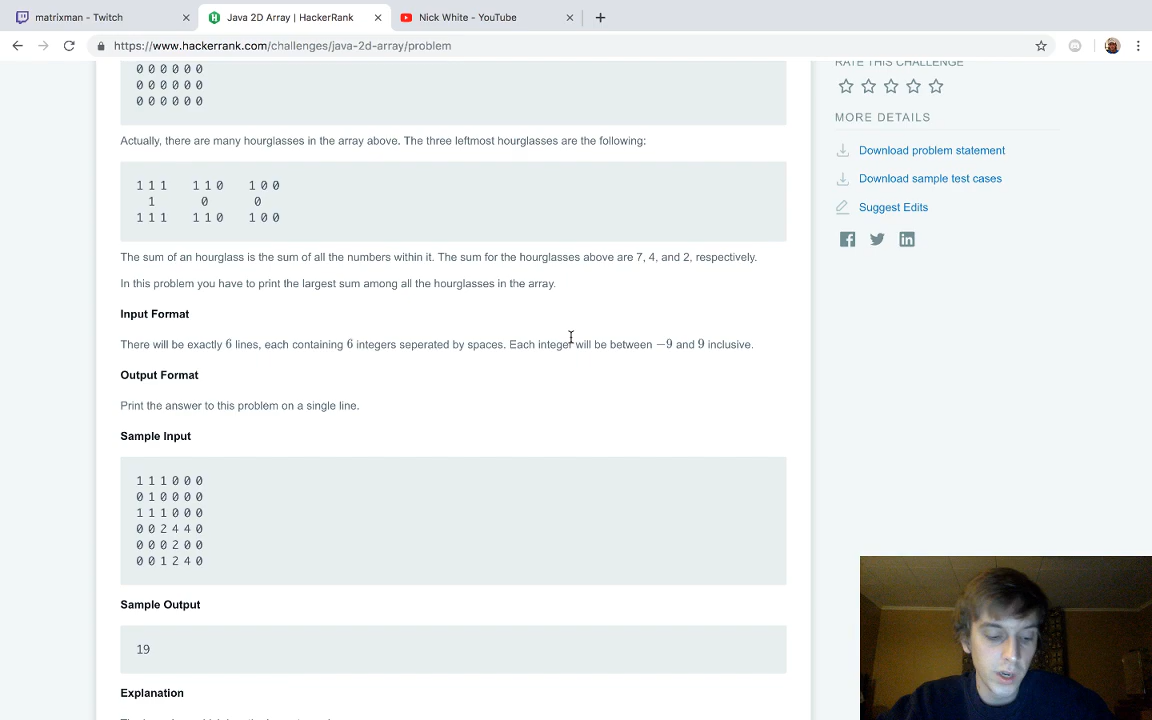 matrixman - Twitch
Java 2D Array | HackerRank
Nick White - YouTube
https://www.hackerrank.com/challenges/java-2d-array/problem
0 0 0 0 0 0
0 0 0 0 0 0
0 0 0 0 0 0
RATE THIS CHALLENGE
Actually, there are many hourglasses in the array above. The three leftmost hourglasses are the following:
MORE DETAILS
Download problem statement
Download sample test cases
Suggest Edits
1 1 1 1 1 0 1 0 0
1 0 0
1 1 1 1 1 0 1 0 0
The sum of an hourglass is the sum of all the numbers within it. The sum for the hourglasses above are 7, 4, and 2, respectively.
In this problem you have to print the largest sum among all the hourglasses in the array.
Input Format
There will be exactly 6 lines, each containing 6 integers seperated by spaces. Each integer will be between −9 and 9 inclusive.
Output Format
Print the answer to this problem on a single line.
Sample Input
1 1 1 0 0 0
0 1 0 0 0 0
1 1 1 0 0 0
0 0 2 4 4 0
0 0 0 2 0 0
0 0 1 2 4 0
Sample Output
19
Explanation